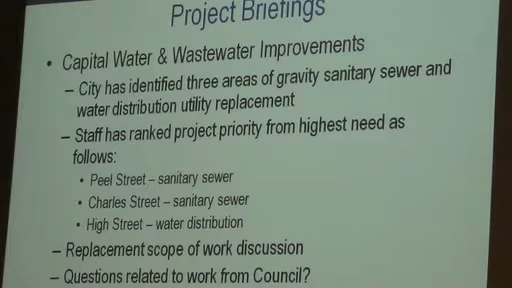 Project Briefings
• Capital Water & Wastewater Improvements
– City has identified three areas of gravity sanitary sewer and
water distribution utility replacement
– Staff has ranked project priority from highest need as
follows:
• Peel Street – sanitary sewer
• Charles Street – sanitary sewer
• High Street – water distribution
– Replacement scope of work discussion
– Questions related to work from Council?